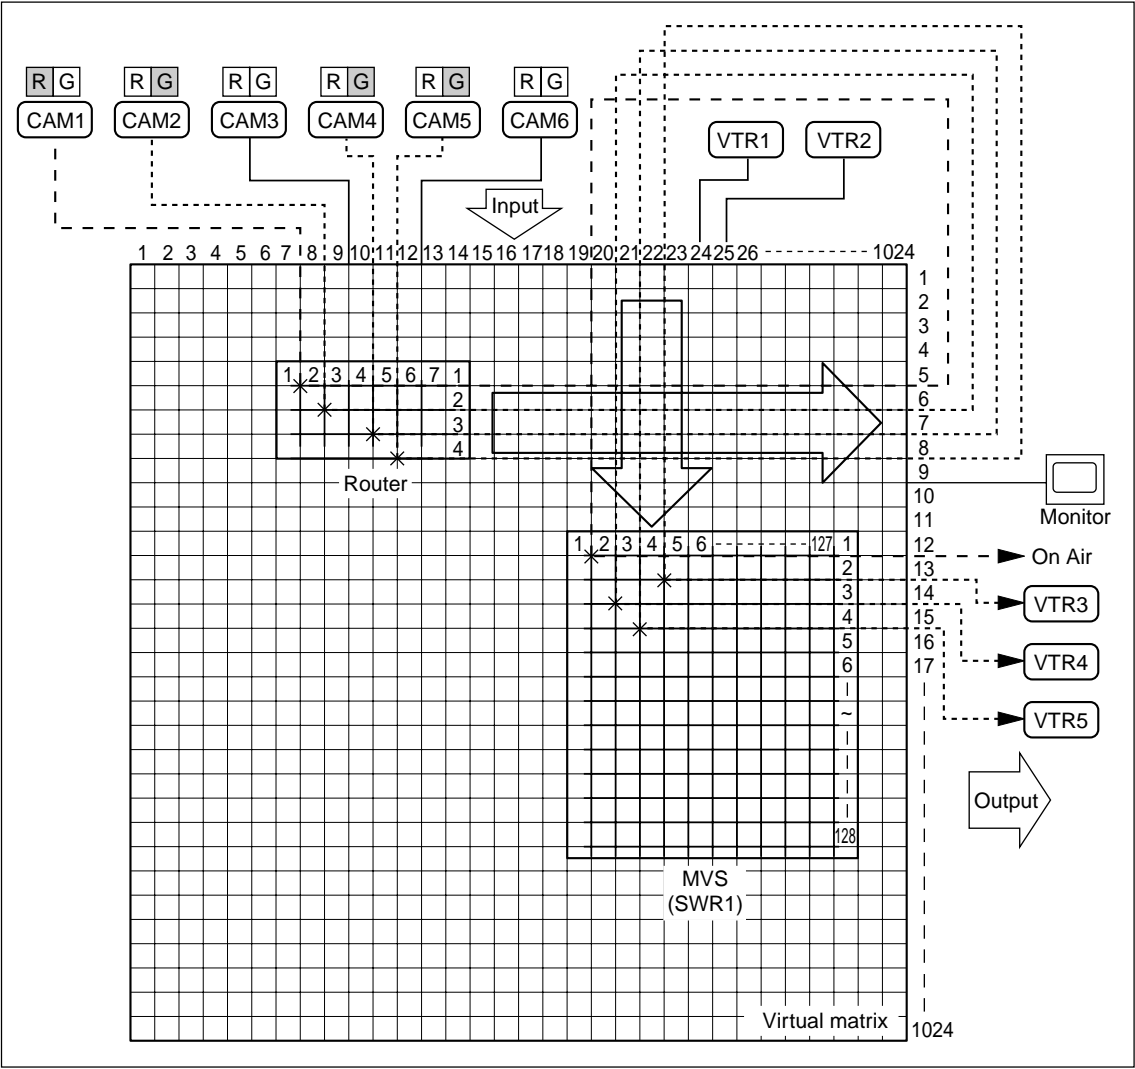 R G R G R G R G R G R G
CAM1 CAM2 CAM3 CAM4 CAM5 CAM6
VTR1 VTR2
Input
1 2 3 4 5 6 7 8 9 10 11 12 13 14 15 16 17 18 19 20 21 22 23 24 25 26 1024
1
2
3
4
5
6
7
8
9
10
11
12
13
14
15
16
17
1024
1 2 3 4 5 6 7 1
2
3
4
Router
Monitor
1 2 3 4 5 6 127 1
2
3
4
5
6
~
128
On Air
VTR3
VTR4
VTR5
Output
MVS
(SWR1)
Virtual matrix